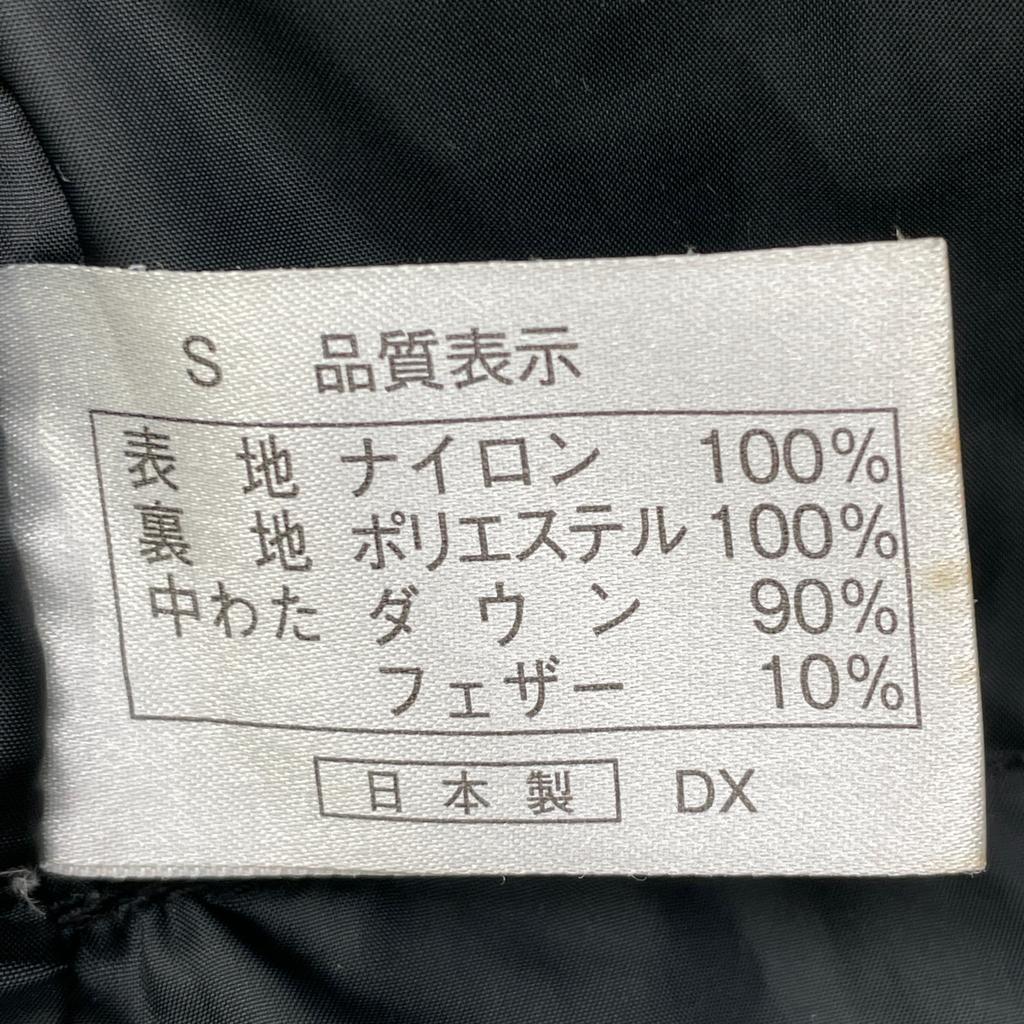 S 品質表示
表 地 ナイロン 100%
裏 地 ポリエステル 100%
中わた ダ ウ ン 90%
フェザー 10%
日本製 DX